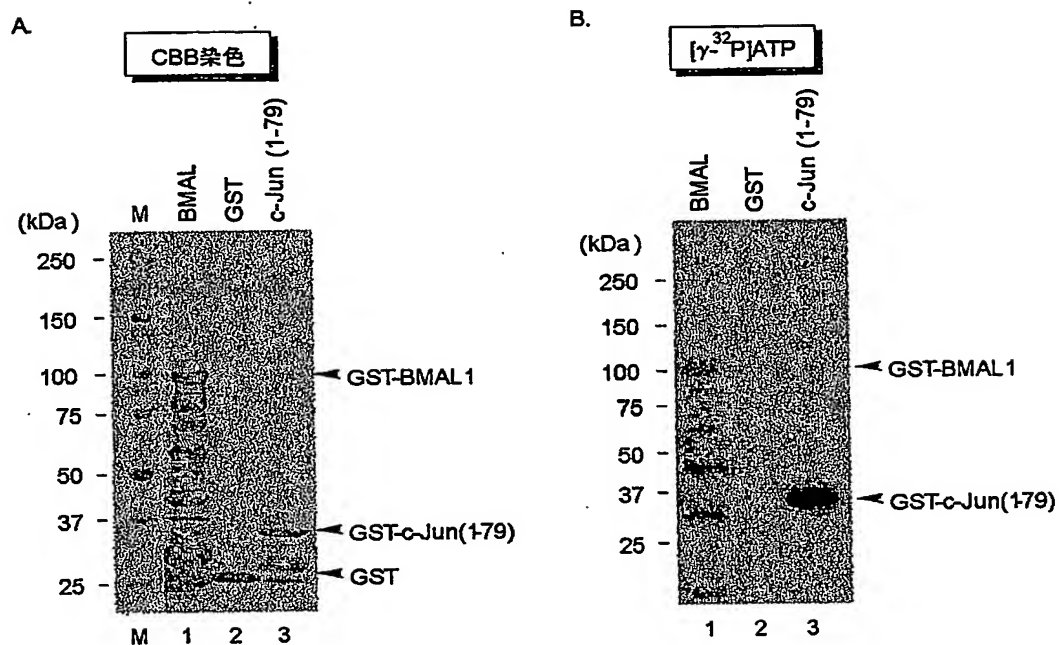 A.
CBB染色
(kDa)
M
BMAL
GST
c-Jun (1-79)
250
150
100
75
50
37
25
GST-BMAL1
GST-c-Jun(1-79)
GST
M 1 2 3
B.
[γ-³²P]ATP
(kDa)
BMAL
GST
c-Jun (1-79)
250
150
100
75
50
37
25
GST-BMAL1
GST-c-Jun(1-79)
1 2 3